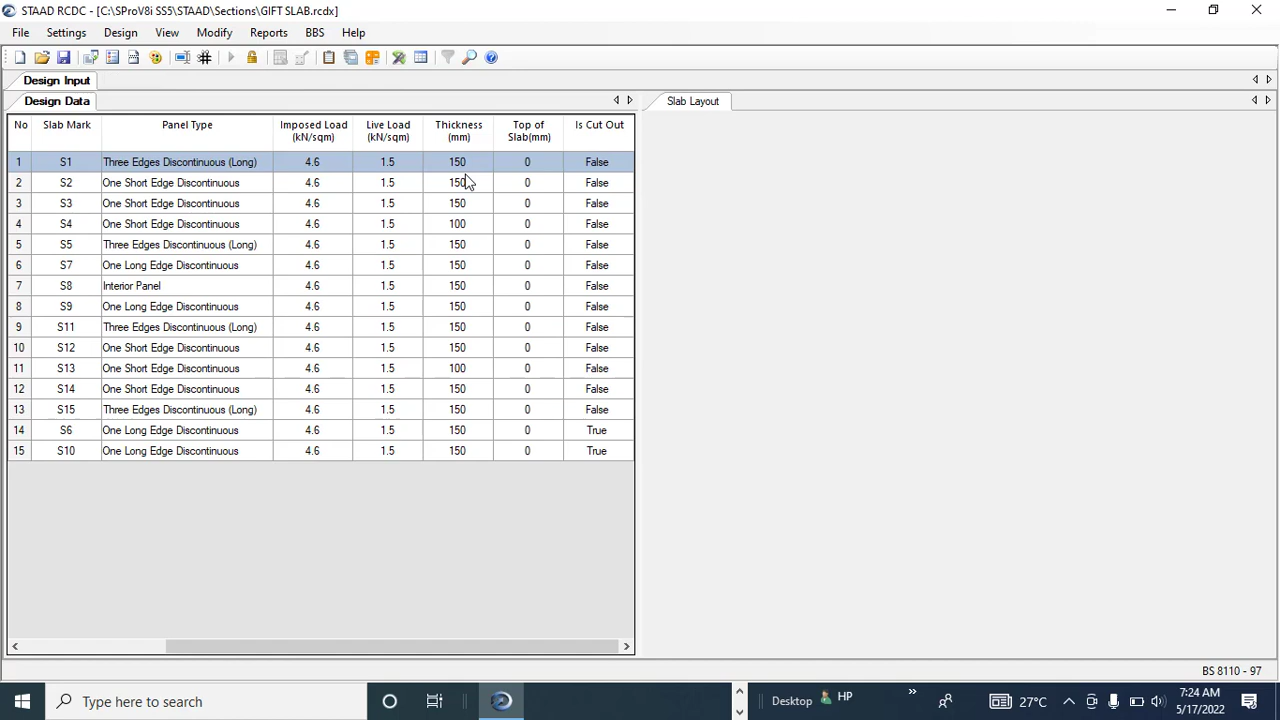 STAAD RCDC - [C:\SProV8i SS5\STAAD\Sections\GIFT SLAB.rcdx]
File Settings Design View Modify Reports BBS Help
Design Input
Design Data
Slab Layout
No Slab Mark Panel Type Imposed Load (kN/sqm) Live Load (kN/sqm) Thickness (mm) Top of Slab(mm) Is Cut Out
1 S1 Three Edges Discontinuous (Long) 4.6 1.5 150 0 False
2 S2 One Short Edge Discontinuous 4.6 1.5 150 0 False
3 S3 One Short Edge Discontinuous 4.6 1.5 150 0 False
4 S4 One Short Edge Discontinuous 4.6 1.5 100 0 False
5 S5 Three Edges Discontinuous (Long) 4.6 1.5 150 0 False
6 S7 One Long Edge Discontinuous 4.6 1.5 150 0 False
7 S8 Interior Panel 4.6 1.5 150 0 False
8 S9 One Long Edge Discontinuous 4.6 1.5 150 0 False
9 S11 Three Edges Discontinuous (Long) 4.6 1.5 150 0 False
10 S12 One Short Edge Discontinuous 4.6 1.5 150 0 False
11 S13 One Short Edge Discontinuous 4.6 1.5 100 0 False
12 S14 One Short Edge Discontinuous 4.6 1.5 150 0 False
13 S15 Three Edges Discontinuous (Long) 4.6 1.5 150 0 False
14 S6 One Long Edge Discontinuous 4.6 1.5 150 0 True
15 S10 One Long Edge Discontinuous 4.6 1.5 150 0 True
BS 8110 - 97
Type here to search
Desktop
HP
27°C
7:24 AM
5/17/2022